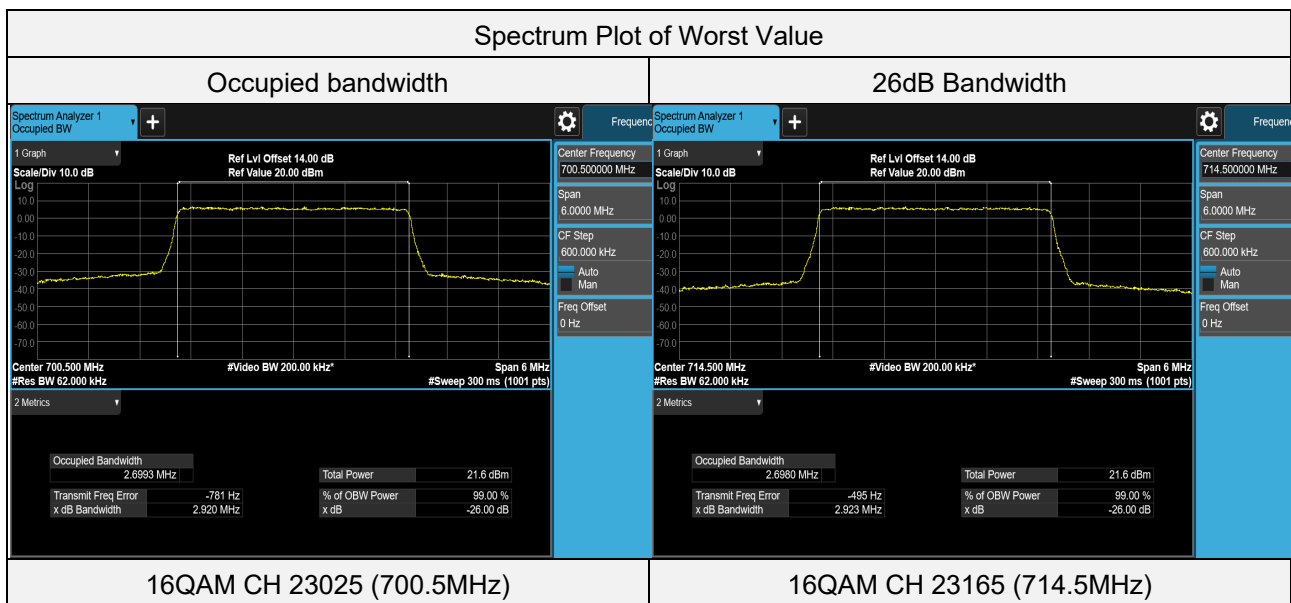 Spectrum Plot of Worst Value
Occupied bandwidth
26dB Bandwidth
Spectrum Analyzer 1
Occupied BW
+
Frequenc
1 Graph
Scale/Div 10.0 dB
Ref Lvl Offset 14.00 dB
Ref Value 20.00 dBm
Log
10.0
0.00
-10.0
-20.0
-30.0
-40.0
-50.0
-60.0
-70.0
Center 700.500 MHz
#Video BW 200.00 kHz*
Span 6 MHz
#Res BW 62.000 kHz
#Sweep 300 ms (1001 pts)
Center Frequency
700.500000 MHz
Span
6.0000 MHz
CF Step
600.000 kHz
Auto
Man
Freq Offset
0 Hz
2 Metrics
Occupied Bandwidth
2.6993 MHz
Total Power 21.6 dBm
Transmit Freq Error -781 Hz
% of OBW Power 99.00 %
x dB Bandwidth 2.920 MHz
x dB -26.00 dB
Spectrum Analyzer 1
Occupied BW
+
Frequen
1 Graph
Scale/Div 10.0 dB
Ref Lvl Offset 14.00 dB
Ref Value 20.00 dBm
Log
10.0
0.00
-10.0
-20.0
-30.0
-40.0
-50.0
-60.0
-70.0
Center 714.500 MHz
#Video BW 200.00 kHz*
Span 6 MHz
#Res BW 62.000 kHz
#Sweep 300 ms (1001 pts)
Center Frequency
714.500000 MHz
Span
6.0000 MHz
CF Step
600.000 kHz
Auto
Man
Freq Offset
0 Hz
2 Metrics
Occupied Bandwidth
2.6980 MHz
Total Power 21.6 dBm
Transmit Freq Error -495 Hz
% of OBW Power 99.00 %
x dB Bandwidth 2.923 MHz
x dB -26.00 dB
16QAM CH 23025 (700.5MHz)
16QAM CH 23165 (714.5MHz)